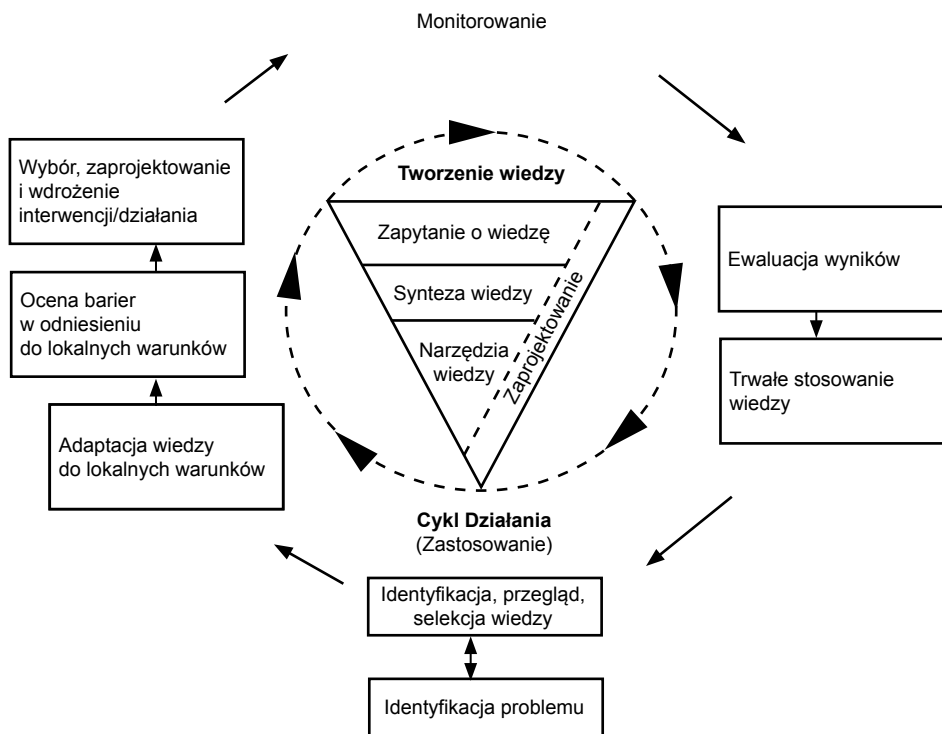 Monitorowanie
Wybór, zaprojektowanie
i wdrożenie
interwencji/działania
Ocena barier
w odniesieniu
do lokalnych warunków
Adaptacja wiedzy
do lokalnych warunków
Tworzenie wiedzy
Zapytanie o wiedzę
Synteza wiedzy
Narzędzia
wiedzy
Zaprojektowanie
Ewaluacja wyników
Trwałe stosowanie
wiedzy
Cykl Działania
(Zastosowanie)
Identyfikacja, przegląd,
selekcja wiedzy
Identyfikacja problemu